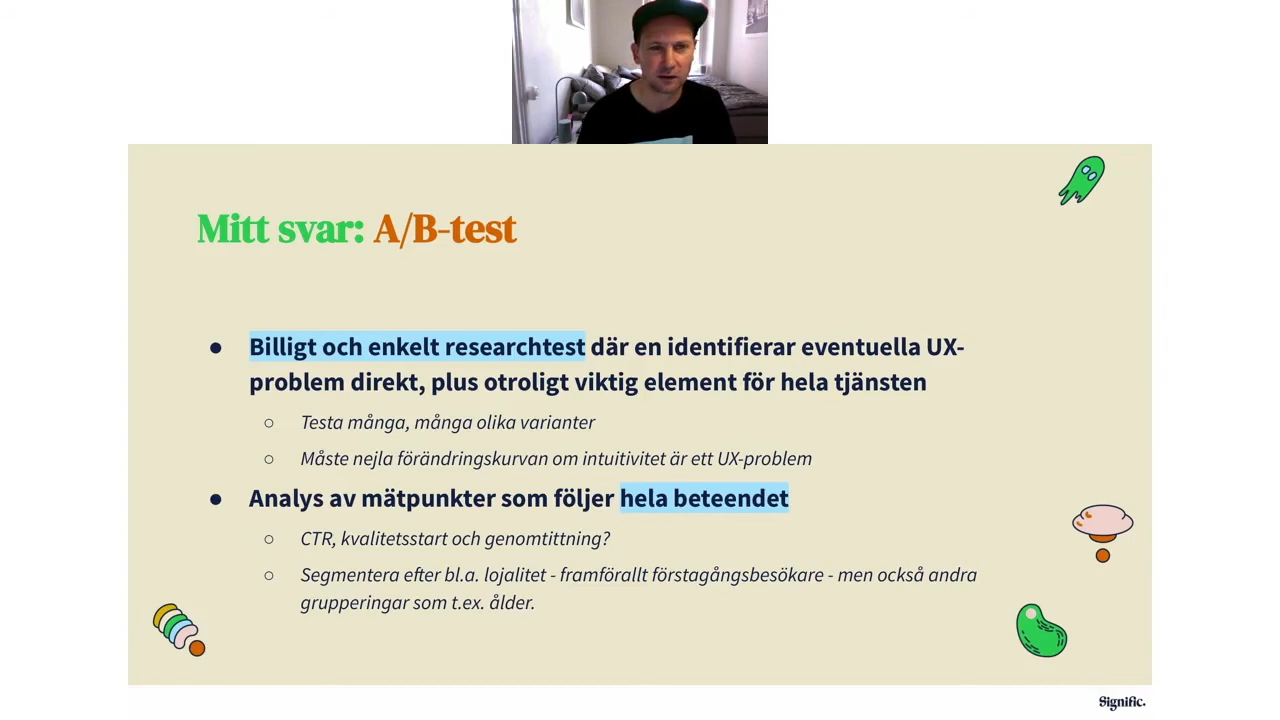 Mitt svar: A/B-test
● Billigt och enkelt researchtest där en identifierar eventuella UX-
problem direkt, plus otroligt viktig element för hela tjänsten
○ Testa många, många olika varianter
○ Måste nejla förändringskurvan om intuitivitet är ett UX-problem
● Analys av mätpunkter som följer hela beteendet
○ CTR, kvalitetsstart och genomtittning?
○ Segmentera efter bl.a. lojalitet - framförallt förstagångsbesökare - men också andra
grupperingar som t.ex. ålder.
Signific.